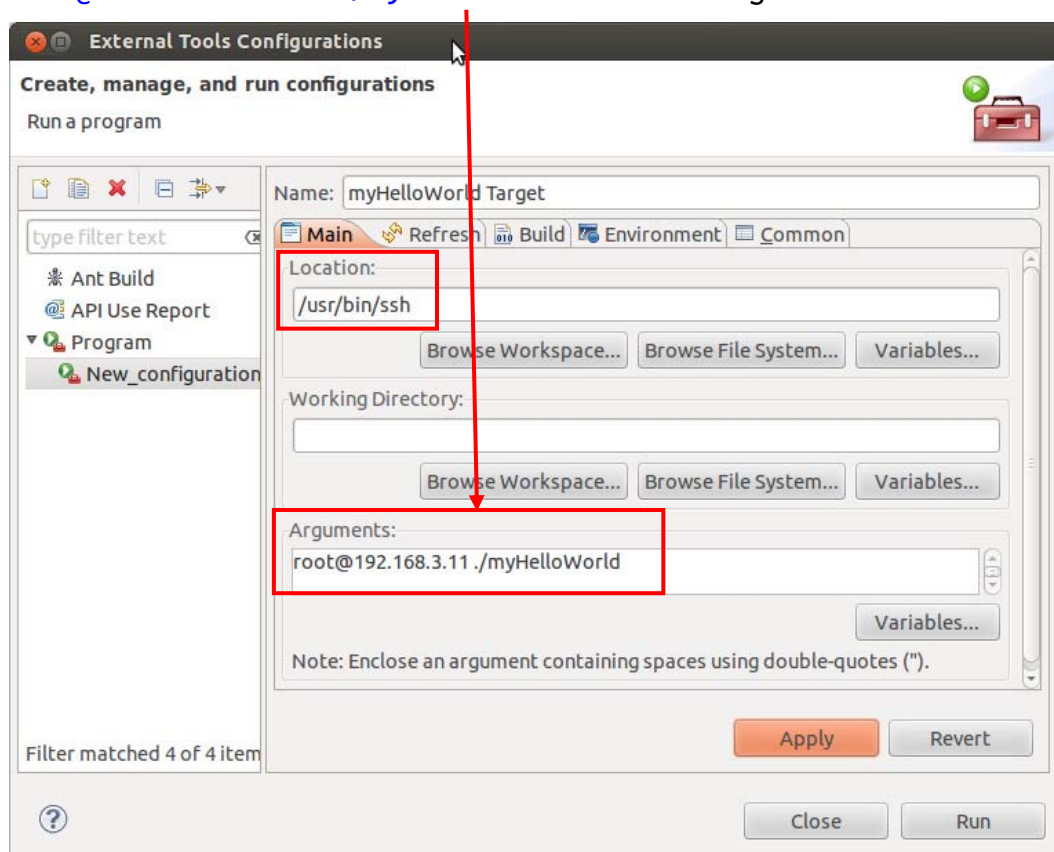 External Tools Configurations
Create, manage, and run configurations
Run a program
Name: myHelloWorld Target
type filter text
Main Refresh Build Environment Common
Ant Build
API Use Report
Program
New_configuration
Location:
/usr/bin/ssh
Browse Workspace... Browse File System... Variables...
Working Directory:
Browse Workspace... Browse File System... Variables...
Arguments:
root@192.168.3.11 ./myHelloWorld
Variables...
Note: Enclose an argument containing spaces using double-quotes (").
Filter matched 4 of 4 item
Apply Revert
Close Run